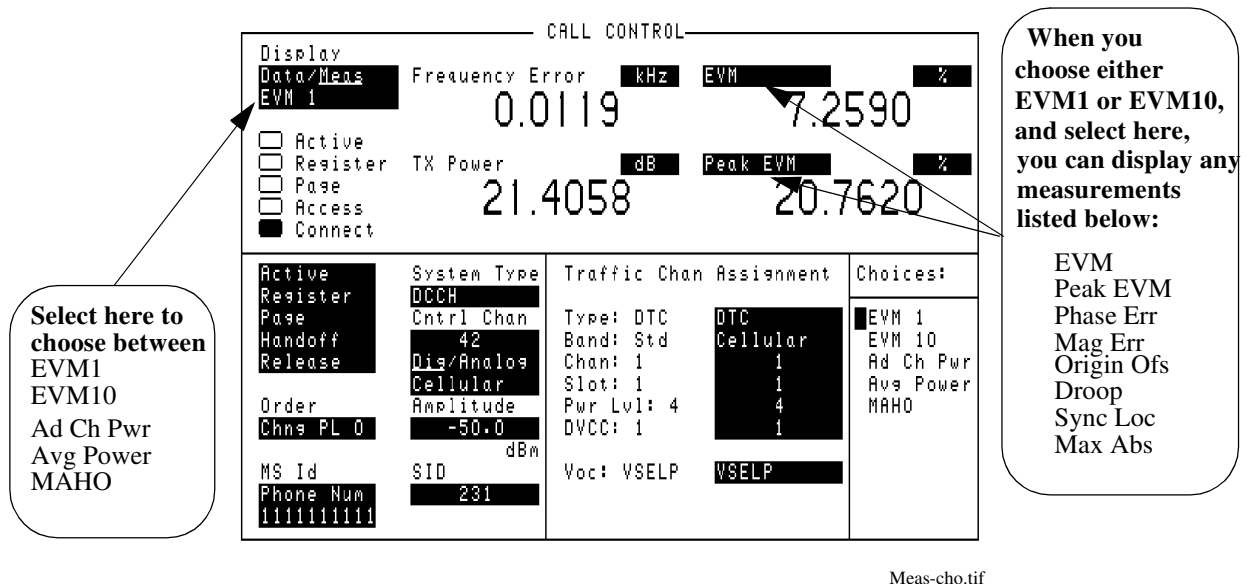 CALL CONTROL
Display
Data/Meas
EVM 1
Frequency Error kHz
0.0119
EVM %
7.2590
Active
Register
Page
Access
Connect
TX Power dB
21.4058
Peak EVM %
20.7620
Active
Register
Page
Handoff
Release
Order
Chng PL 0
MS Id
Phone Num
1111111111
System Type
DCCH
Cntrl Chan
42
Dig/Analog
Cellular
Amplitude
-50.0
dBm
SID
231
Traffic Chan Assignment
Type: DTC DTC
Band: Std Cellular
Chan: 1 1
Slot: 1 1
Pwr Lvl: 4 4
DVCC: 1 1
Voc: VSELP VSELP
Choices:
EVM 1
EVM 10
Ad Ch Pwr
Avg Power
MAHO
Select here to
choose between
EVM1
EVM10
Ad Ch Pwr
Avg Power
MAHO
When you
choose either
EVM1 or EVM10,
and select here,
you can display any
measurements
listed below:
EVM
Peak EVM
Phase Err
Mag Err
Origin Ofs
Droop
Sync Loc
Max Abs
Meas-cho.tif